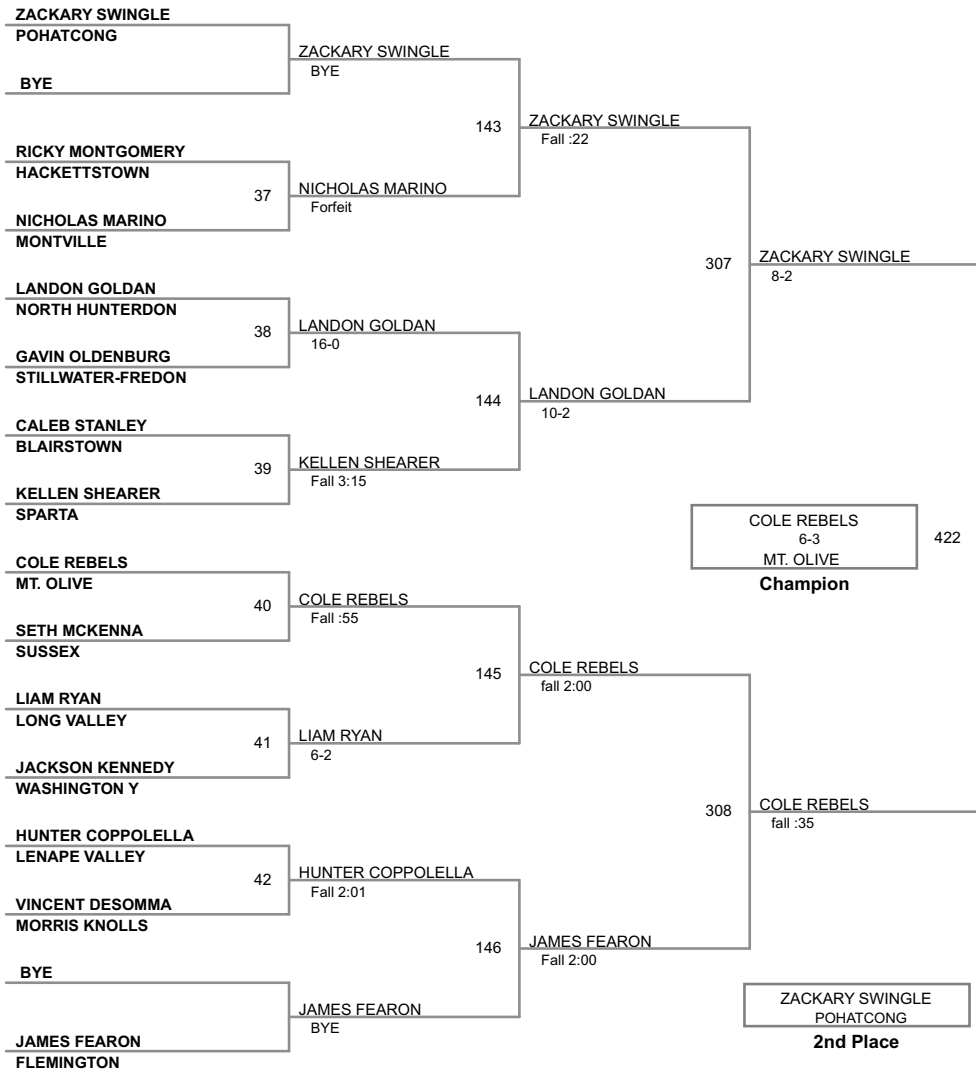 ZACKARY SWINGLE
POHATCONG
ZACKARY SWINGLE
BYE
BYE
143
ZACKARY SWINGLE
Fall :22
RICKY MONTGOMERY
HACKETTSTOWN
37
NICHOLAS MARINO
Forfeit
NICHOLAS MARINO
MONTVILLE
307
ZACKARY SWINGLE
8-2
LANDON GOLDAN
NORTH HUNTERDON
38
LANDON GOLDAN
16-0
GAVIN OLDENBURG
STILLWATER-FREDON
144
LANDON GOLDAN
10-2
CALEB STANLEY
BLAIRSTOWN
39
KELLEN SHEARER
Fall 3:15
KELLEN SHEARER
SPARTA
COLE REBELS
6-3
MT. OLIVE
422
Champion
COLE REBELS
MT. OLIVE
40
COLE REBELS
Fall :55
SETH MCKENNA
SUSSEX
145
COLE REBELS
fall 2:00
LIAM RYAN
LONG VALLEY
41
LIAM RYAN
6-2
JACKSON KENNEDY
WASHINGTON Y
308
COLE REBELS
fall :35
HUNTER COPPOLELLA
LENAPE VALLEY
42
HUNTER COPPOLELLA
Fall 2:01
VINCENT DESOMMA
MORRIS KNOLLS
146
JAMES FEARON
Fall 2:00
BYE
JAMES FEARON
BYE
JAMES FEARON
FLEMINGTON
ZACKARY SWINGLE
POHATCONG
2nd Place